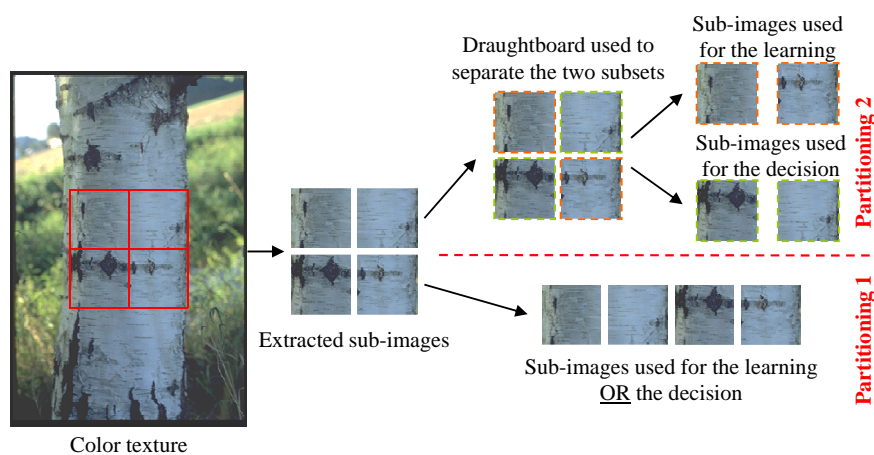 Color texture
Extracted sub-images
Draughtboard used to
separate the two subsets
Sub-images used
for the learning
Sub-images used
for the decision
Partitioning 2
Sub-images used for the learning
OR the decision
Partitioning 1